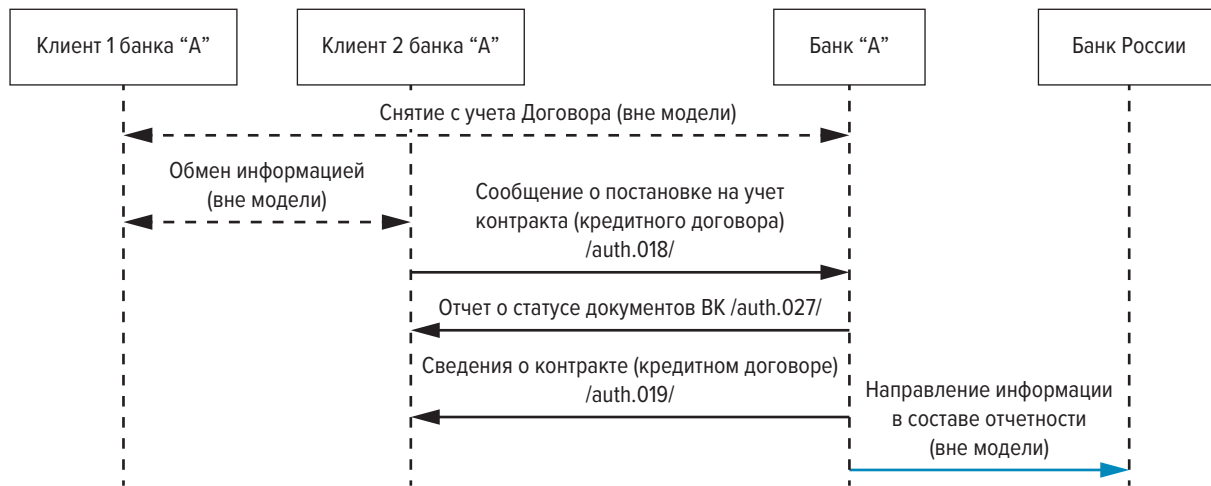 Клиент 1 банка “А”
Клиент 2 банка “А”
Банк “А”
Банк России
Снятие с учета Договора (вне модели)
Обмен информацией
(вне модели)
Сообщение о постановке на учет
контракта (кредитного договора)
/auth.018/
Отчет о статусе документов ВК /auth.027/
Сведения о контракте (кредитном договоре)
/auth.019/
Направление информации
в составе отчетности
(вне модели)